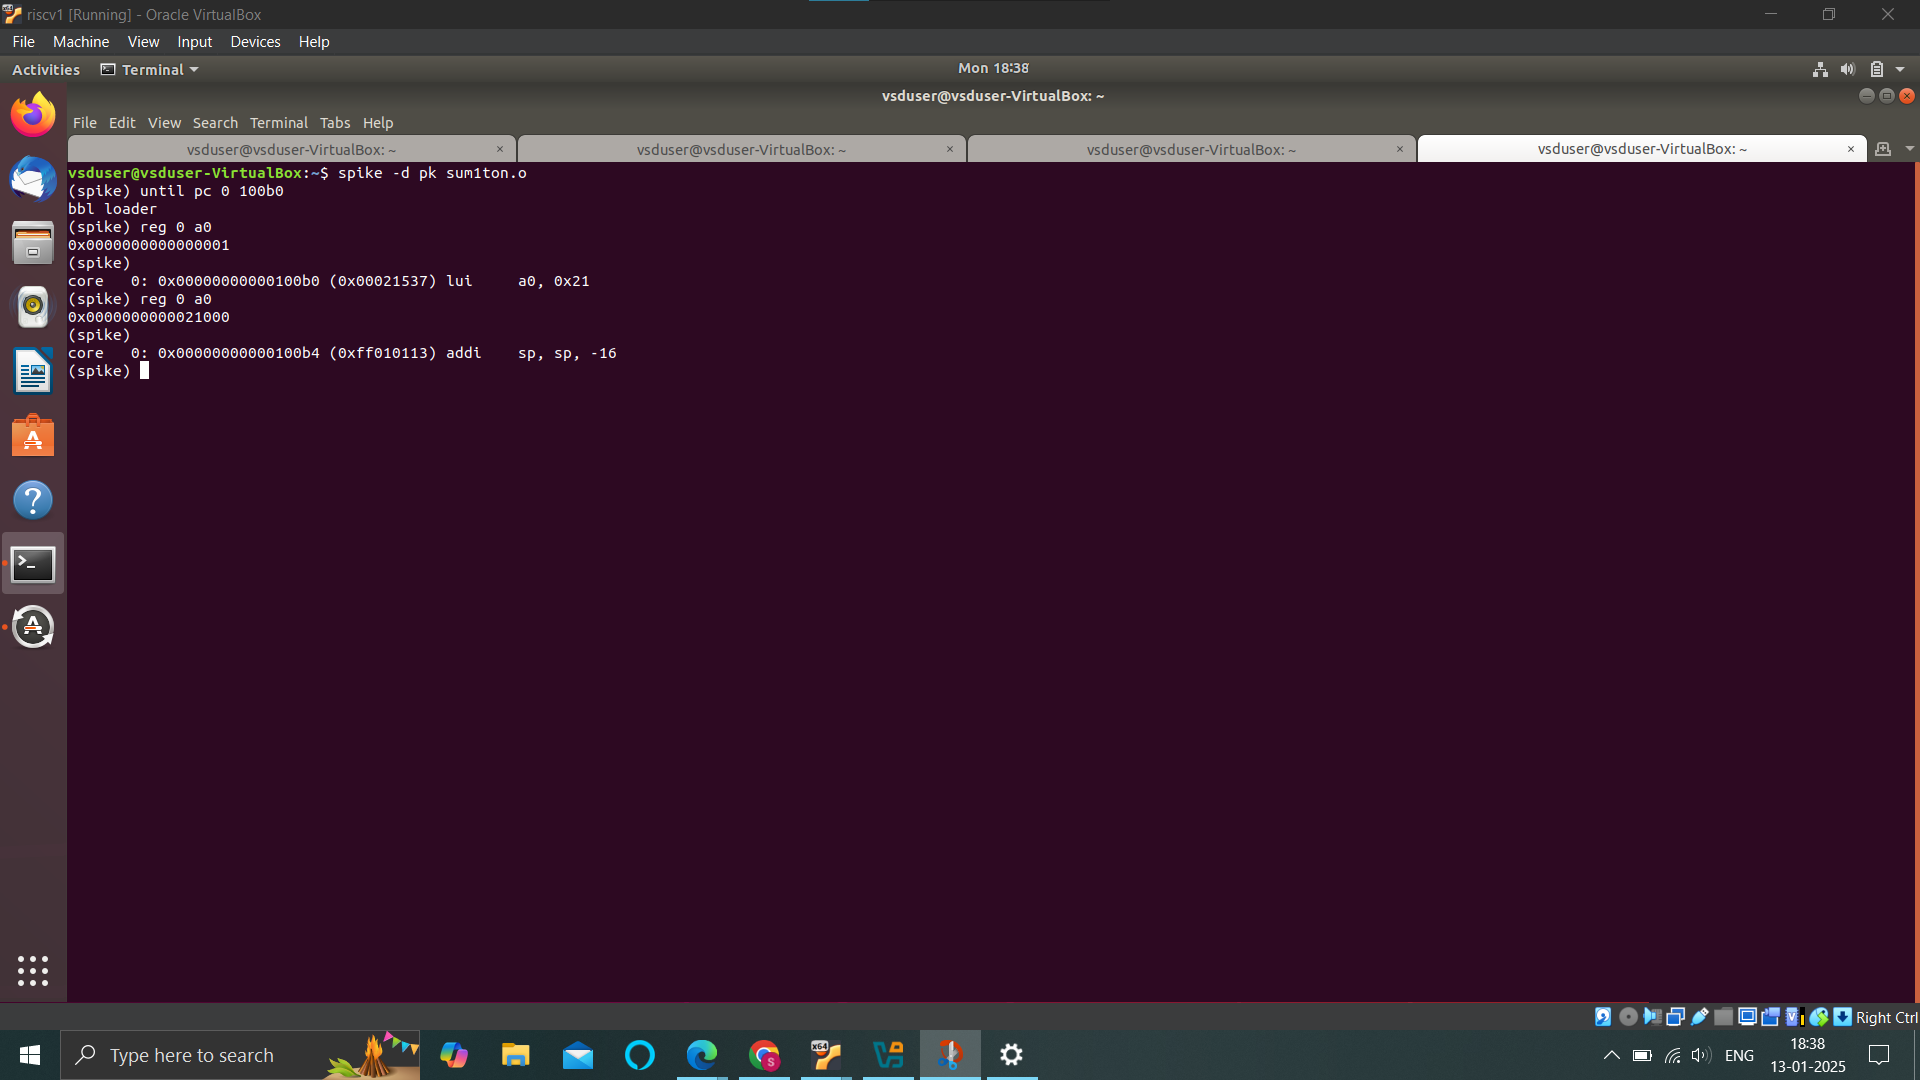 riscv1 [Running] - Oracle VirtualBox
File Machine View Input Devices Help
Activities Terminal Mon 18:38
vsduser@vsduser-VirtualBox: ~
File Edit View Search Terminal Tabs Help
vsduser@vsduser-VirtualBox: ~ × vsduser@vsduser-VirtualBox: ~ × vsduser@vsduser-VirtualBox: ~ × vsduser@vsduser-VirtualBox: ~ ×
vsduser@vsduser-VirtualBox:~$ spike -d pk sum1ton.o
(spike) until pc 0 100b0
bbl loader
(spike) reg 0 a0
0x0000000000000001
(spike)
core   0: 0x00000000000100b0 (0x00021537) lui     a0, 0x21
(spike) reg 0 a0
0x0000000000021000
(spike)
core   0: 0x00000000000100b4 (0xff010113) addi    sp, sp, -16
(spike)
Right Ctrl
Type here to search
x64
S
ENG
18:38
13-01-2025